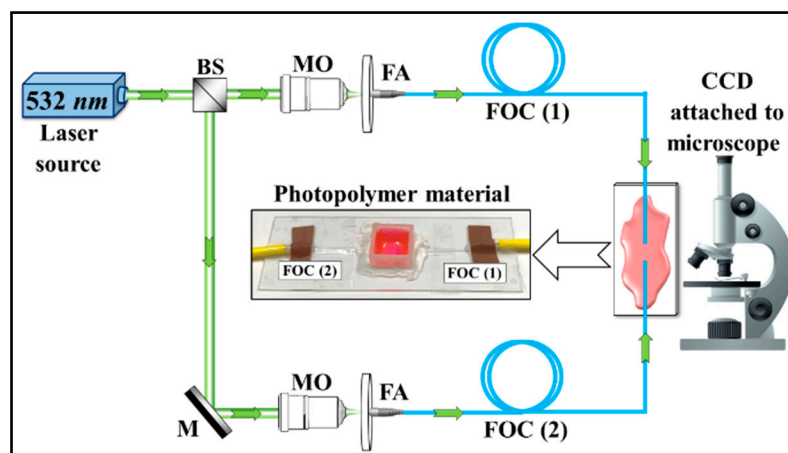 532 nm
Laser
source
BS
MO
FA
FOC (1)
CCD
attached to
microscope
Photopolymer material
FOC (2)
FOC (1)
M
MO
FA
FOC (2)